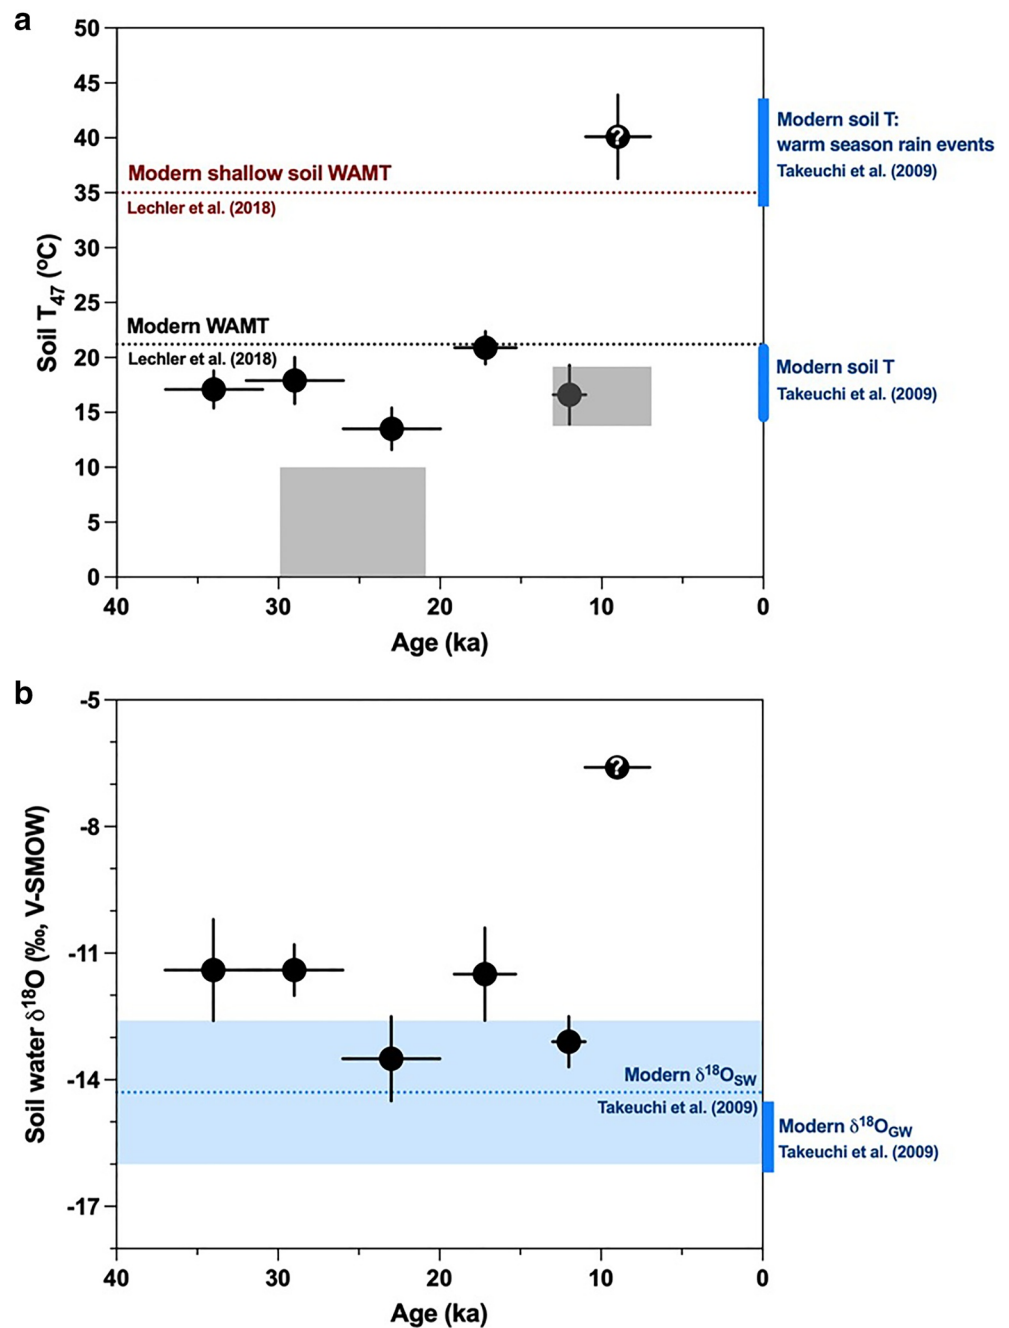 a
50
45
40
35
30
25
20
15
10
5
0
Soil T47 (ºC)
?
Modern shallow soil WAMT
Lechler et al. (2018)
Modern WAMT
Lechler et al. (2018)
Modern soil T:
warm season rain events
Takeuchi et al. (2009)
Modern soil T
Takeuchi et al. (2009)
40 30 20 10 0
Age (ka)
b
-5
-8
-11
-14
-17
Soil water δ18O (‰, V-SMOW)
?
Modern δ18OSW
Takeuchi et al. (2009)
Modern δ18OGW
Takeuchi et al. (2009)
40 30 20 10 0
Age (ka)